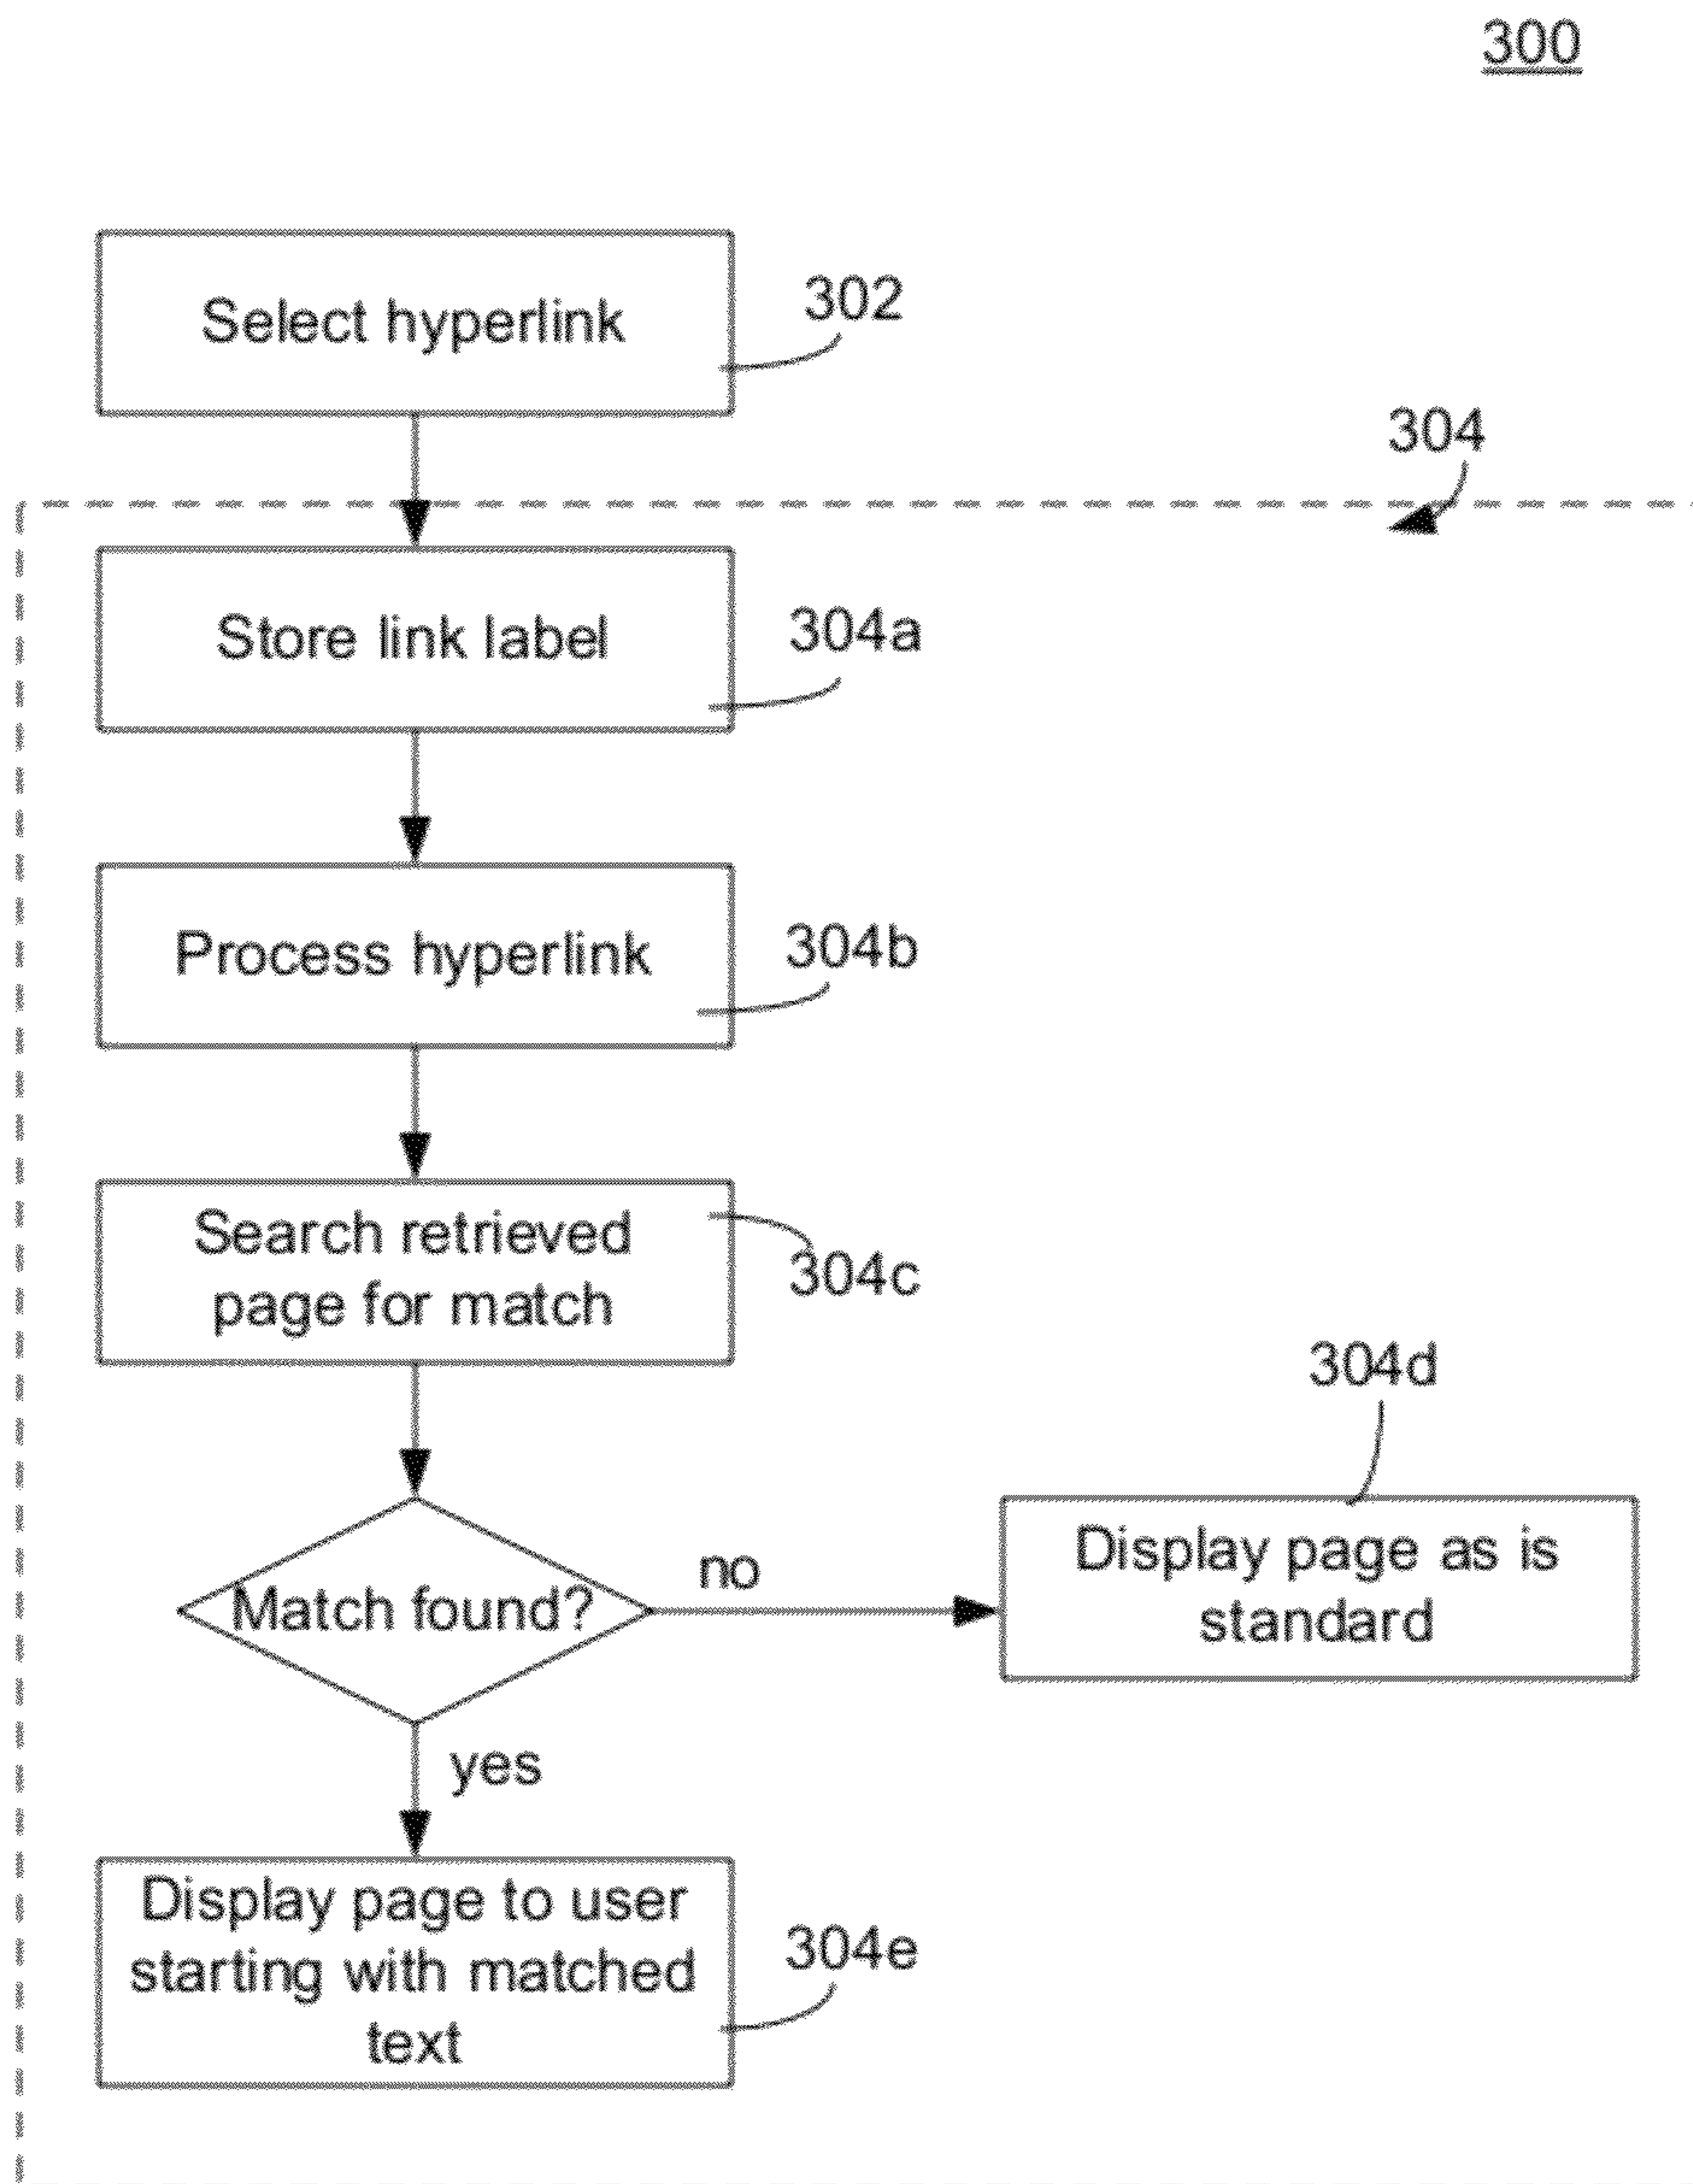 300
Select hyperlink
302
304
Store link label
304a
Process hyperlink
304b
Search retrieved
page for match
304c
304d
Display page as is
standard
Match found?
no
yes
Display page to user
starting with matched
text
304e